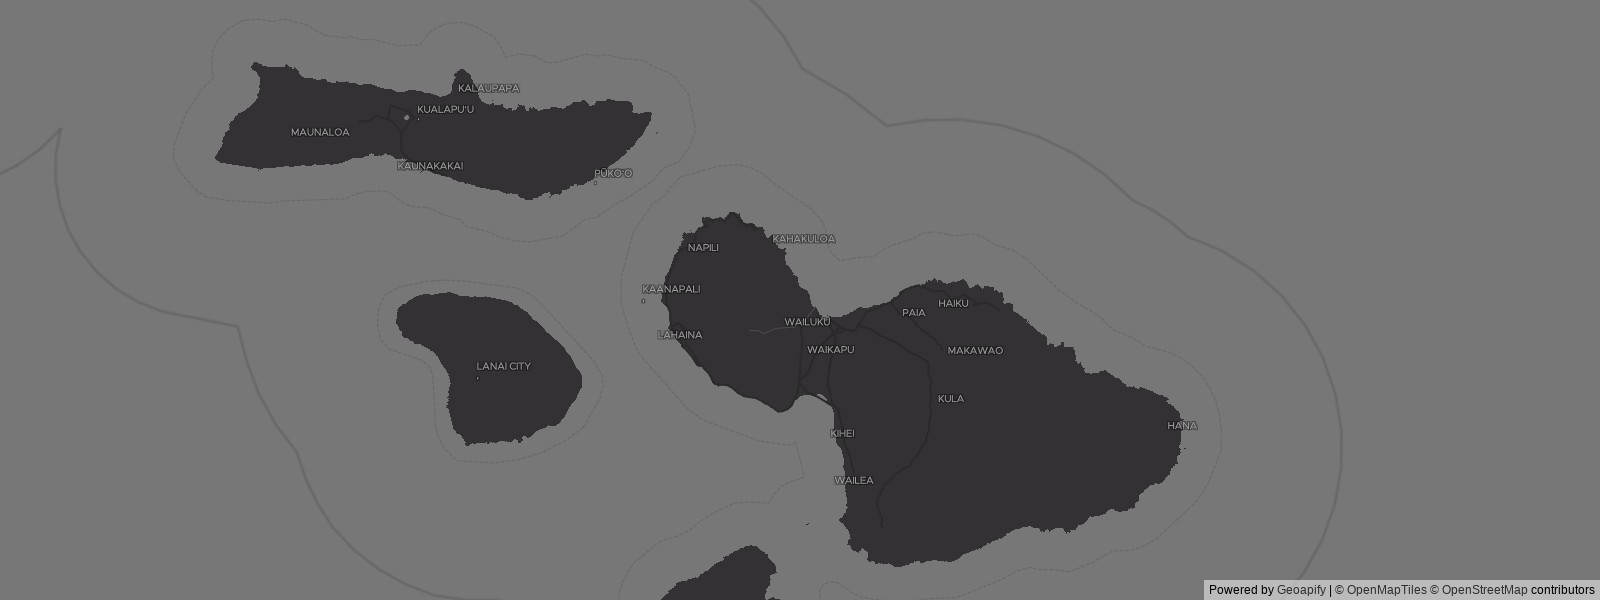 KALAUPAPA
KUALAPU'U
MAUNALOA
KAUNAKAKAI
PŪKO'O
NAPILI
KAHAKULOA
KAANAPALI
HAIKU
PAIA
WAILUKU
LAHAINA
WAIKAPU
MAKAWAO
LANAI CITY
KULA
HANA
KIHEI
WAILEA
Powered by Geoapify | © OpenMapTiles © OpenStreetMap contributors